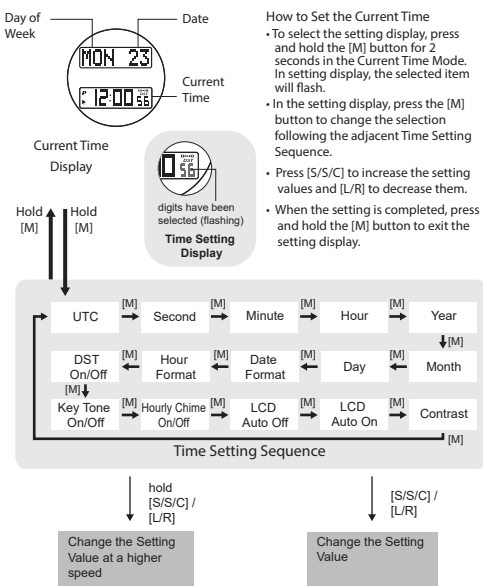 Day of
Week
Date
MON 23
P
12:00 56
Current
Time
Current Time
Display
DST
0 56
digits have been
selected (flashing)
Time Setting
Display
How to Set the Current Time
• To select the setting display, press
and hold the [M] button for 2
seconds in the Current Time Mode.
In setting display, the selected item
will flash.
• In the setting display, press the [M]
button to change the selection
following the adjacent Time Setting
Sequence.
• Press [S/S/C] to increase the setting
values and [L/R] to decrease them.
• When the setting is completed, press
and hold the [M] button to exit the
setting display.
Hold
[M]
Hold
[M]
UTC [M] Second [M] Minute [M] Hour [M] Year
[M]
DST
On/Off
[M]
Hour
Format
[M]
Date
Format
[M]
Day
[M]
Month
[M]
Key Tone
On/Off
[M]
Hourly Chime
On/Off
[M]
LCD
Auto Off
[M]
LCD
Auto On
[M]
Contrast
[M]
Time Setting Sequence
hold
[S/S/C] /
[L/R]
[S/S/C] /
[L/R]
Change the Setting
Value at a higher
speed
Change the Setting
Value